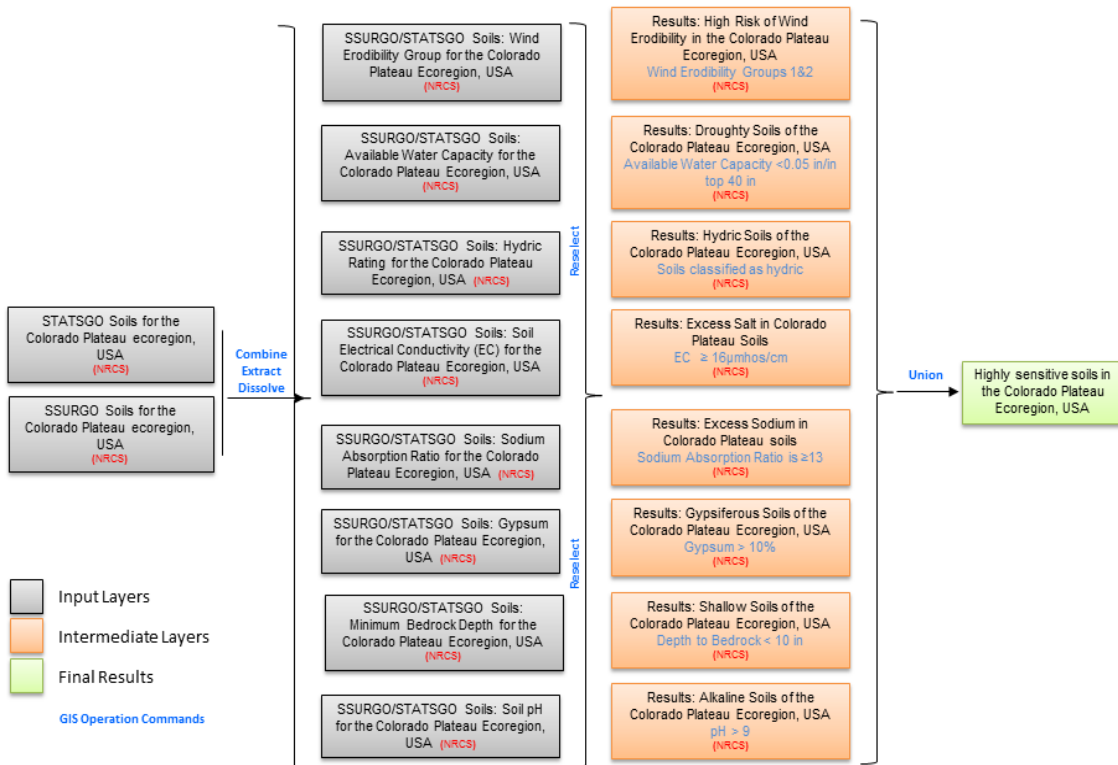 STATSGO Soils for the
Colorado Plateau ecoregion,
USA
(NRCS)
SSURGO Soils for the
Colorado Plateau ecoregion,
USA
(NRCS)
Combine
Extract
Dissolve
SSURGO/STATSGO Soils: Wind
Erodibility Group for the Colorado
Plateau Ecoregion, USA
(NRCS)
SSURGO/STATSGO Soils:
Available Water Capacity for the
Colorado Plateau Ecoregion, USA
(NRCS)
SSURGO/STATSGO Soils: Hydric
Rating for the Colorado Plateau
Ecoregion, USA (NRCS)
SSURGO/STATSGO Soils: Soil
Electrical Conductivity (EC) for the
Colorado Plateau Ecoregion, USA
(NRCS)
SSURGO/STATSGO Soils: Sodium
Absorption Ratio for the Colorado
Plateau Ecoregion, USA (NRCS)
SSURGO/STATSGO Soils: Gypsum
for the Colorado Plateau Ecoregion,
USA (NRCS)
SSURGO/STATSGO Soils:
Minimum Bedrock Depth for the
Colorado Plateau Ecoregion, USA
(NRCS)
SSURGO/STATSGO Soils: Soil pH
for the Colorado Plateau Ecoregion,
USA (NRCS)
Reselect
Reselect
Results: High Risk of Wind
Erodibility in the Colorado Plateau
Ecoregion, USA
Wind Erodibility Groups 1&2
(NRCS)
Results: Droughty Soils of the
Colorado Plateau Ecoregion, USA
Available Water Capacity <0.05 in/in
top 40 in
(NRCS)
Results: Hydric Soils of the
Colorado Plateau Ecoregion, USA
Soils classified as hydric
(NRCS)
Results: Excess Salt in Colorado
Plateau Soils
EC ≥ 16µmhos/cm
(NRCS)
Results: Excess Sodium in
Colorado Plateau soils
Sodium Absorption Ratio is ≥13
(NRCS)
Results: Gypsiferous Soils of the
Colorado Plateau Ecoregion, USA
Gypsum > 10%
(NRCS)
Results: Shallow Soils of the
Colorado Plateau Ecoregion, USA
Depth to Bedrock < 10 in
(NRCS)
Results: Alkaline Soils of the
Colorado Plateau Ecoregion, USA
pH > 9
(NRCS)
Union
Highly sensitive soils in
the Colorado Plateau
Ecoregion, USA
Input Layers
Intermediate Layers
Final Results
GIS Operation Commands